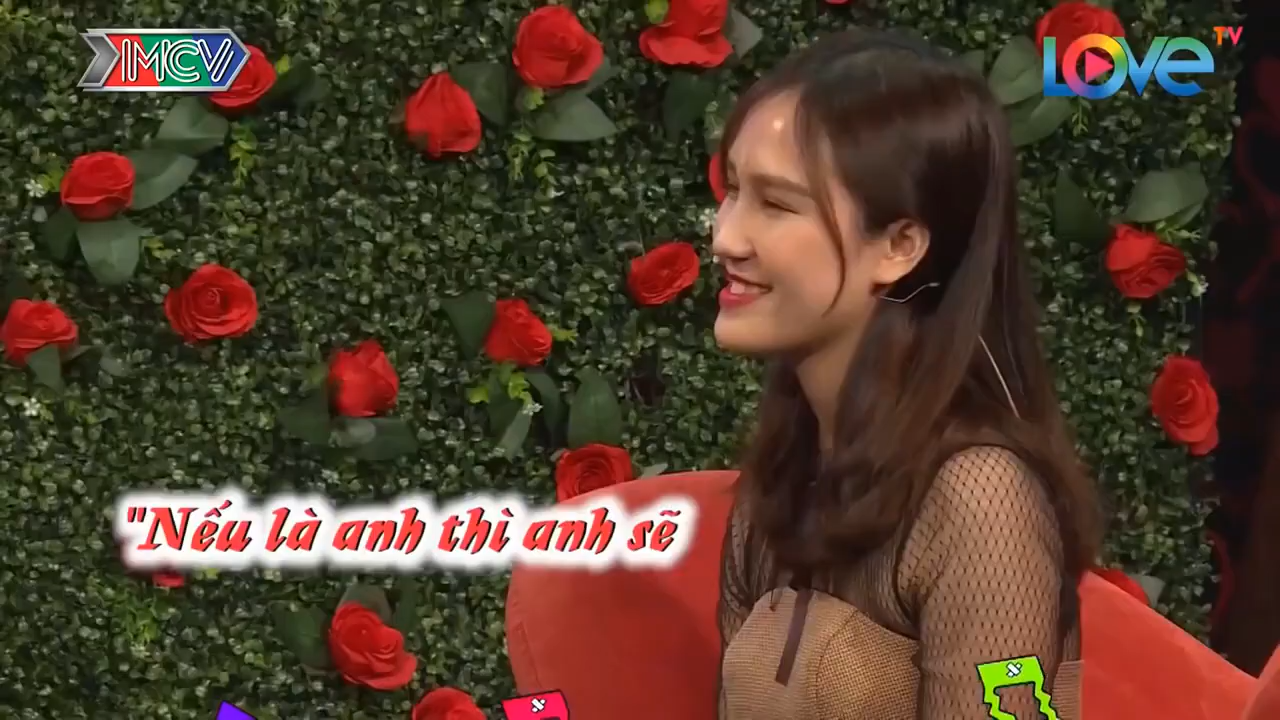 MCV
LOVE TV
"Nếu là anh thì anh sẽ